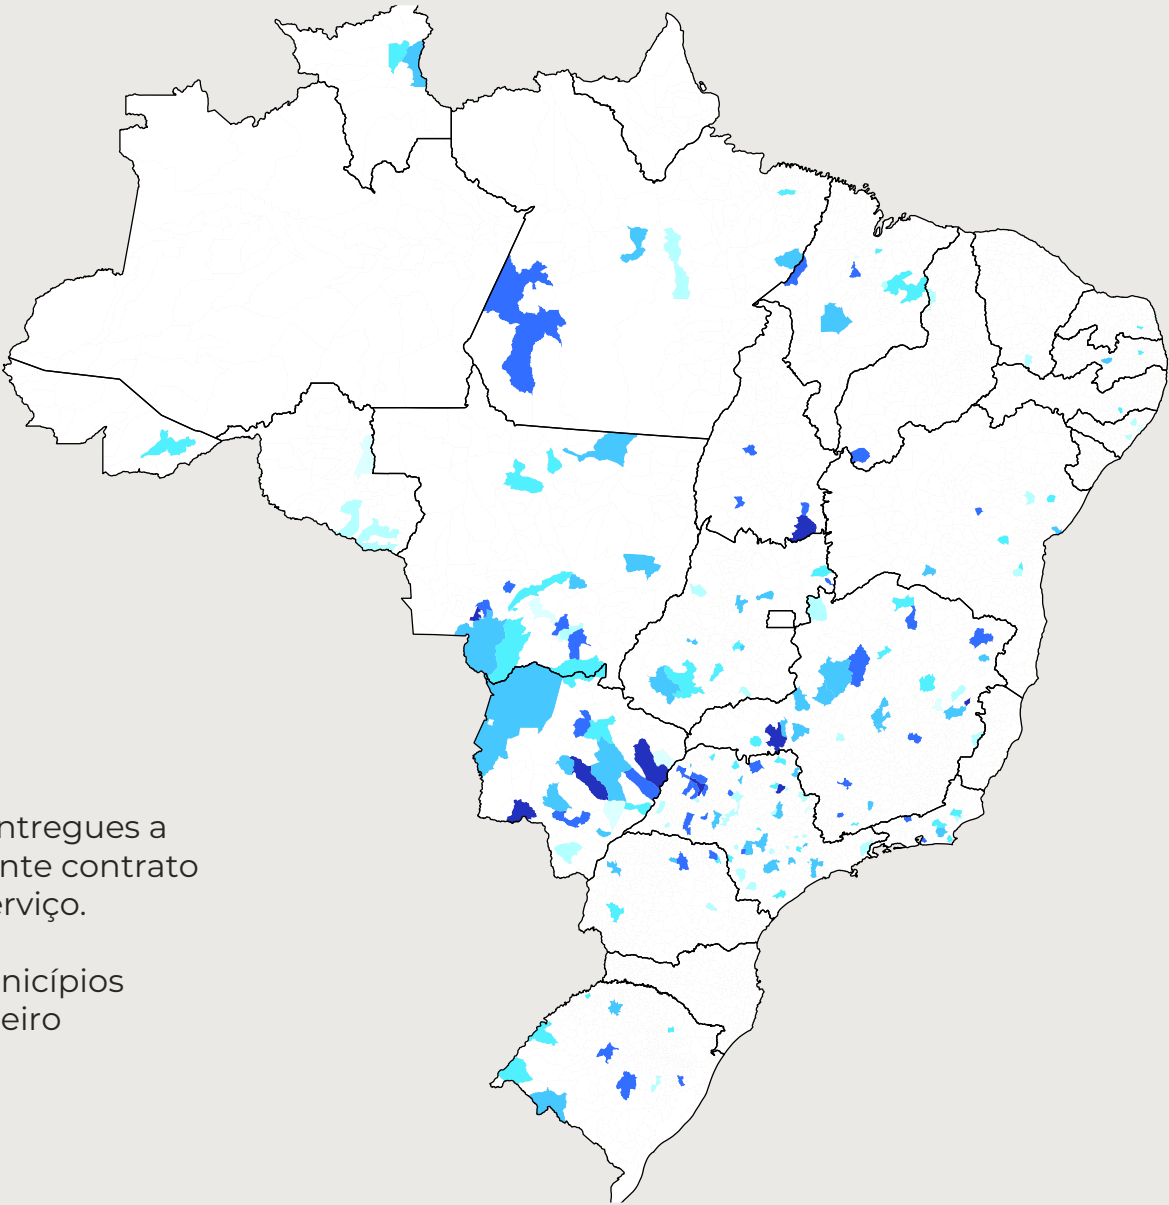 ntregues a
nte contrato
erviço.
nicípios
eiro